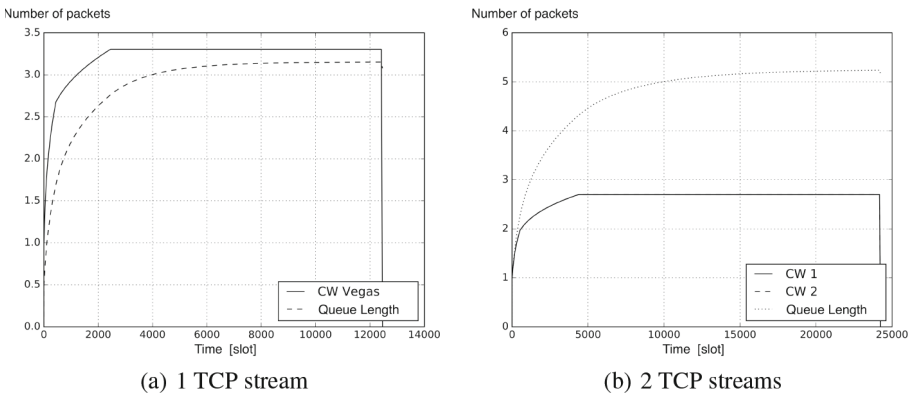 Number of packets
3.5
3.0
2.5
2.0
1.5
1.0
0.5
0.0
0 2000 4000 6000 8000 10000 12000 14000
Time [slot]
CW Vegas
Queue Length
(a) 1 TCP stream
Number of packets
6
5
4
3
2
1
0
0 5000 10000 15000 20000 25000
Time [slot]
CW 1
CW 2
Queue Length
(b) 2 TCP streams